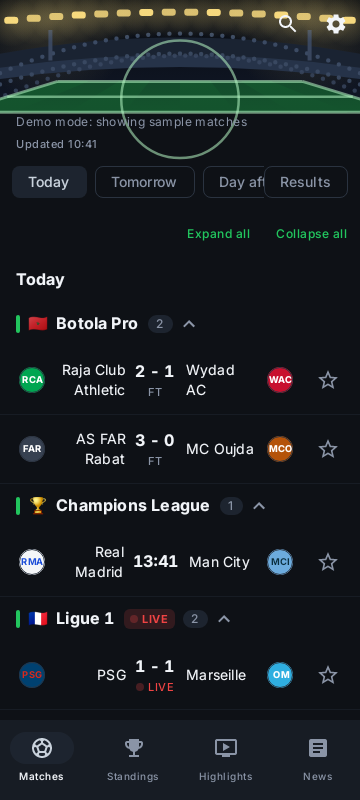 Demo mode: showing sample matches
Updated 10:41
Today
Tomorrow
Day aft
Results
Expand all
Collapse all
Today
Botola Pro
2
RCA
Raja Club
Athletic
2 - 1
FT
Wydad
AC
WAC
FAR
AS FAR
Rabat
3 - 0
FT
MC Oujda
MCO
Champions League
1
RMA
Real
Madrid
13:41
Man City
MCI
Ligue 1
LIVE
2
PSG
PSG
1 - 1
LIVE
Marseille
OM
Matches
Standings
Highlights
News